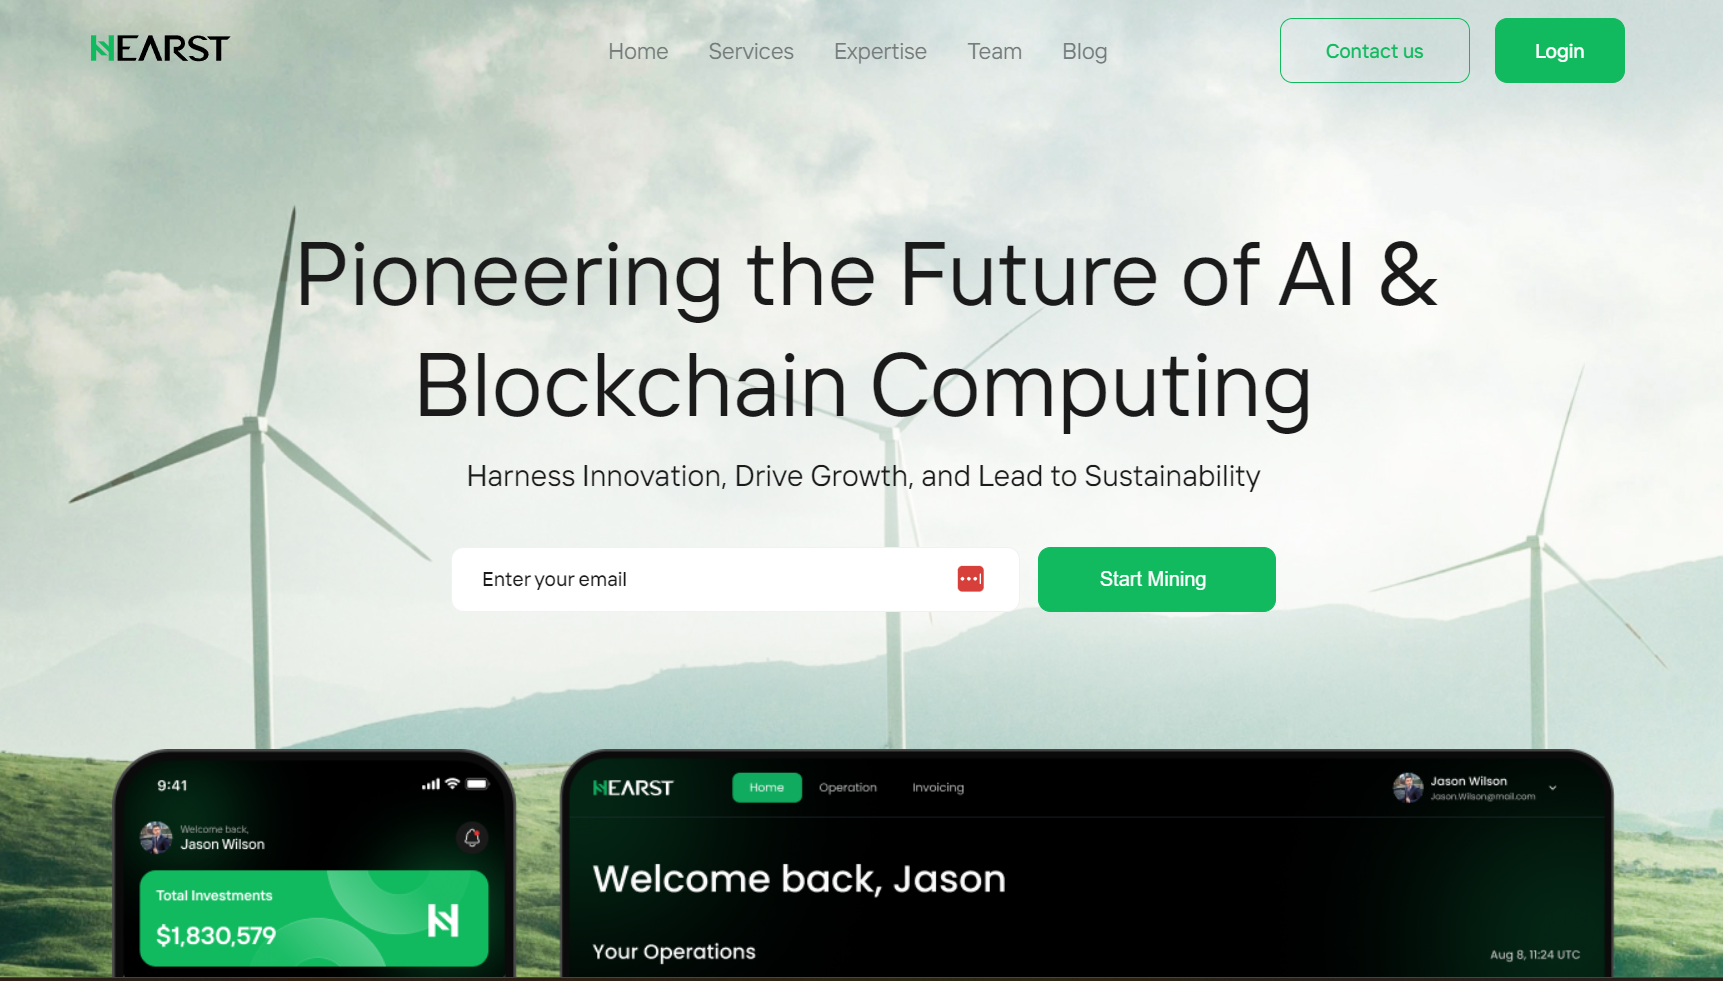 HEARST
Home Services Expertise Team Blog
Contact us
Login
Pioneering the Future of AI &
Blockchain Computing
Harness Innovation, Drive Growth, and Lead to Sustainability
Enter your email
Start Mining
9:41
Welcome back,
Jason Wilson
Total Investments
$1,830,579
HEARST
Home Operation Invoicing
Jason Wilson
Jason.Wilson@mail.com
Welcome back, Jason
Your Operations
Aug 8, 11:24 UTC